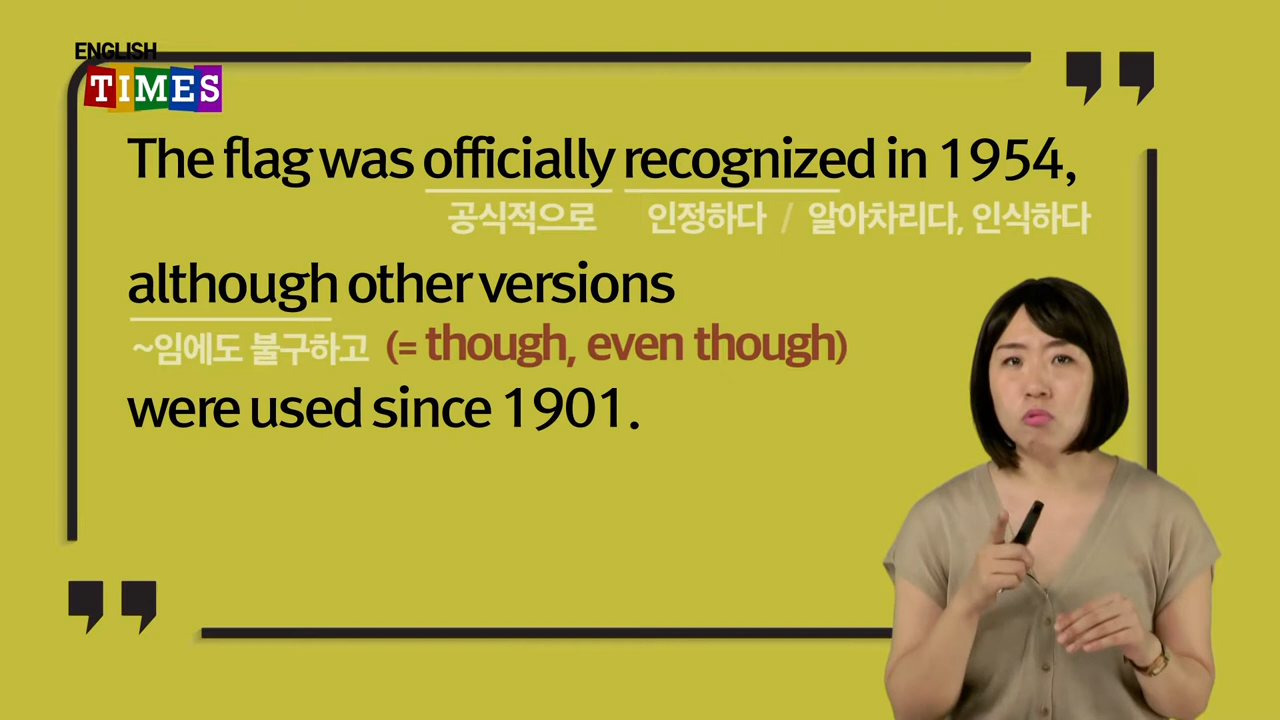 ENGLISH
TIMES
The flag was officially recognized in 1954,
공식적으로 인정하다 / 알아차리다, 인식하다
although other versions
~임에도 불구하고 (= though, even though)
were used since 1901.